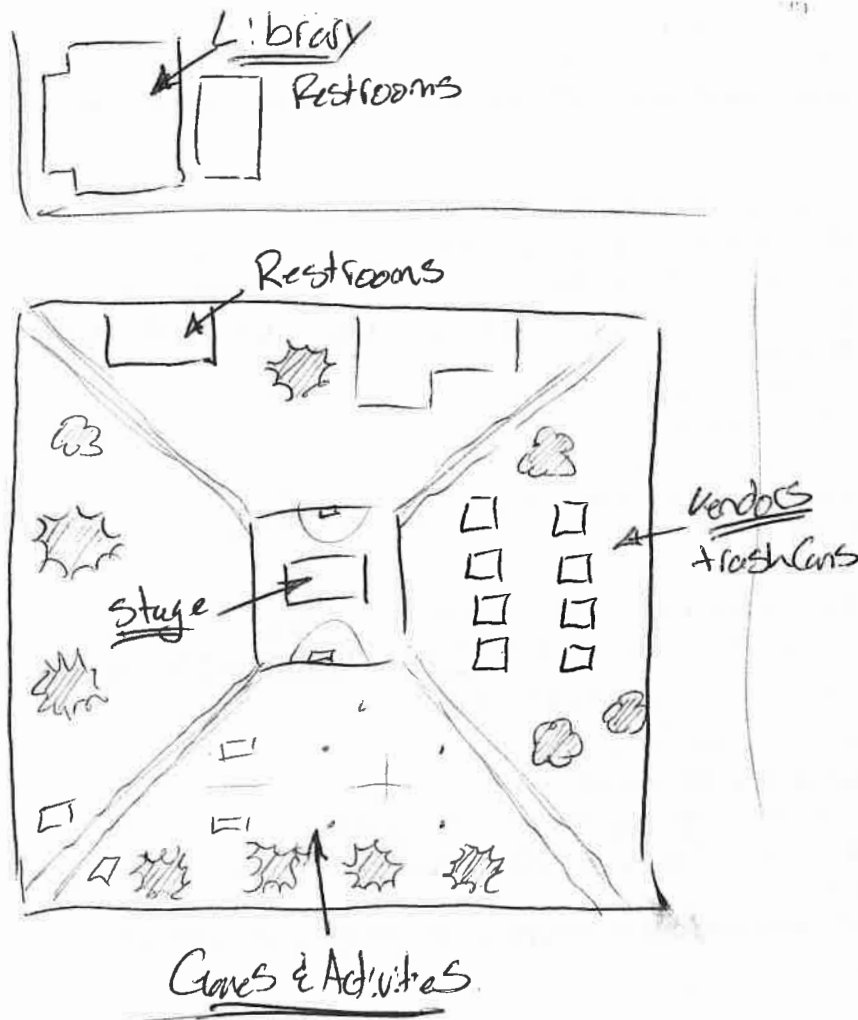 Library
Restrooms
Restrooms
Vendors
trashCans
Stage
Games & Activities